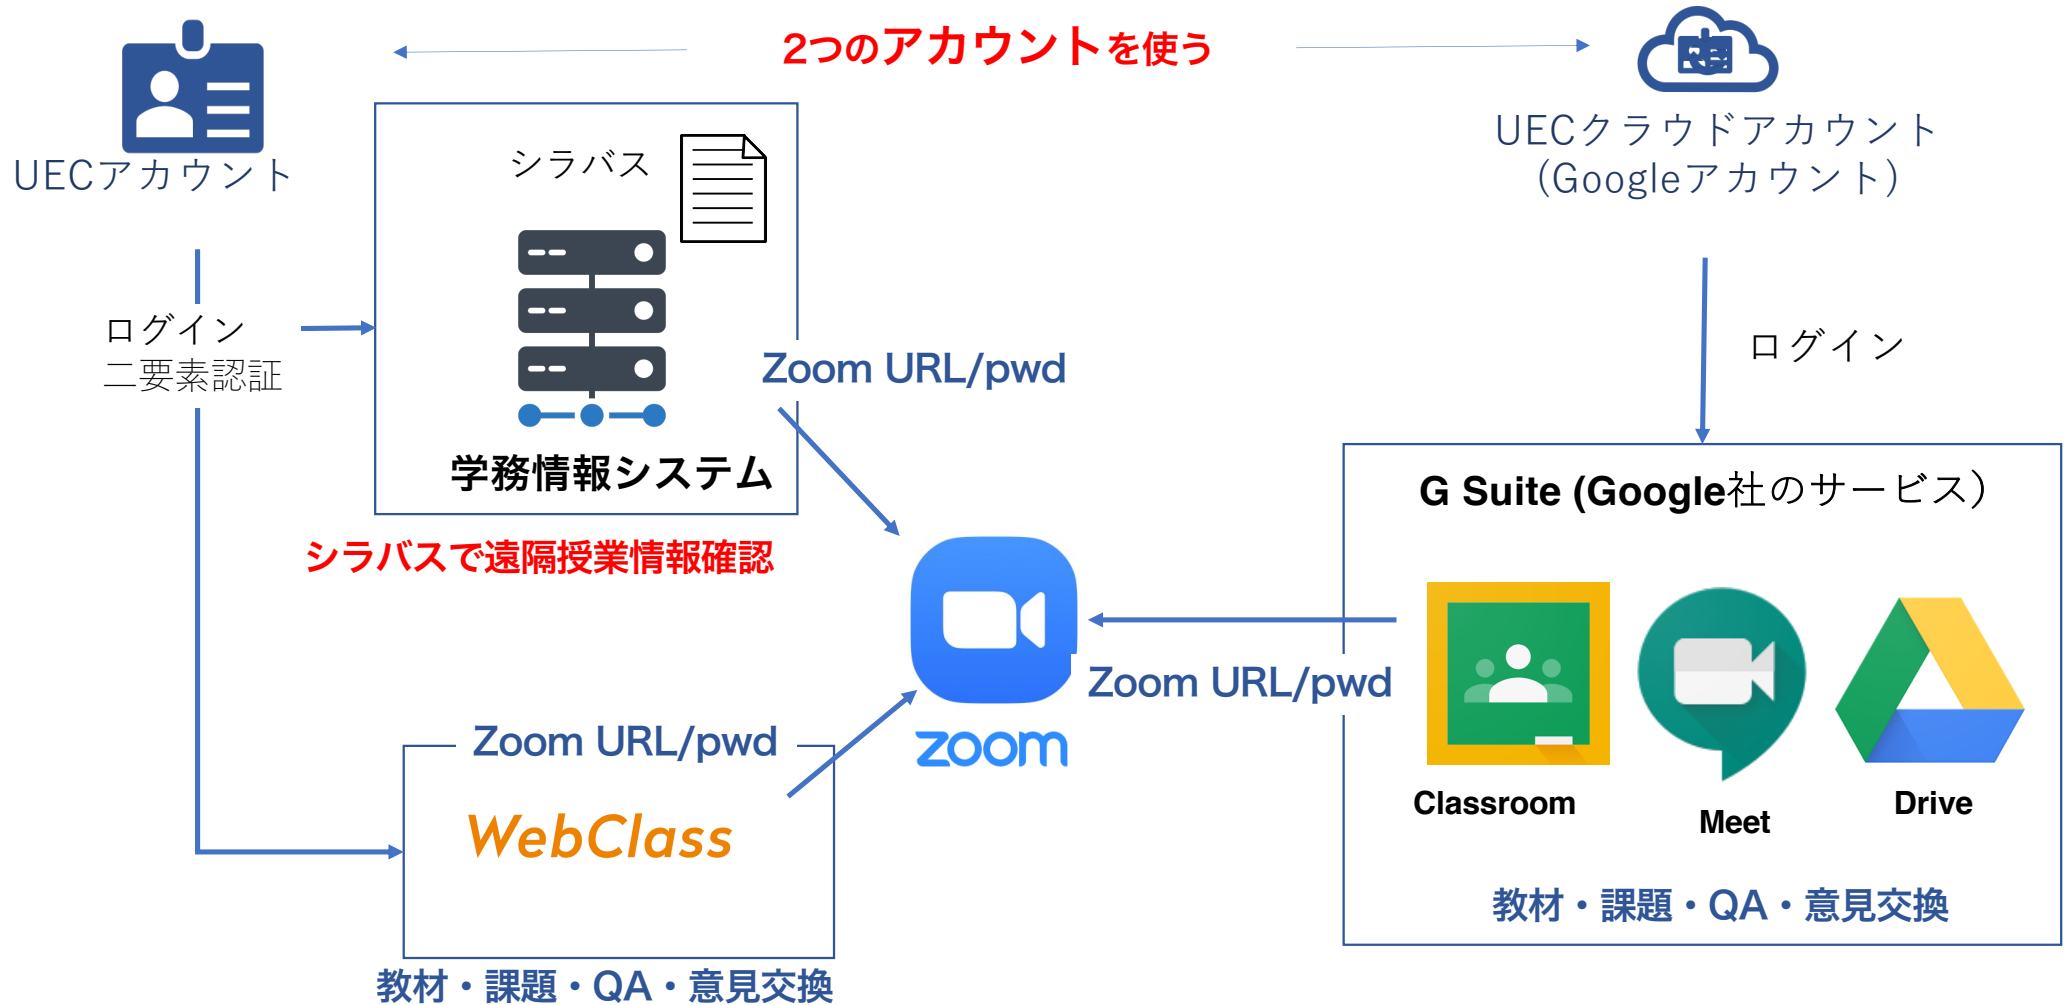 2つのアカウントを使う
UECアカウント
UECクラウドアカウント
(Googleアカウント)
シラバス
ログイン
二要素認証
学務情報システム
シラバスで遠隔授業情報確認
Zoom URL/pwd
ログイン
G Suite (Google社のサービス)
zoom
Zoom URL/pwd
Classroom
Meet
Drive
教材・課題・QA・意見交換
Zoom URL/pwd
WebClass
教材・課題・QA・意見交換